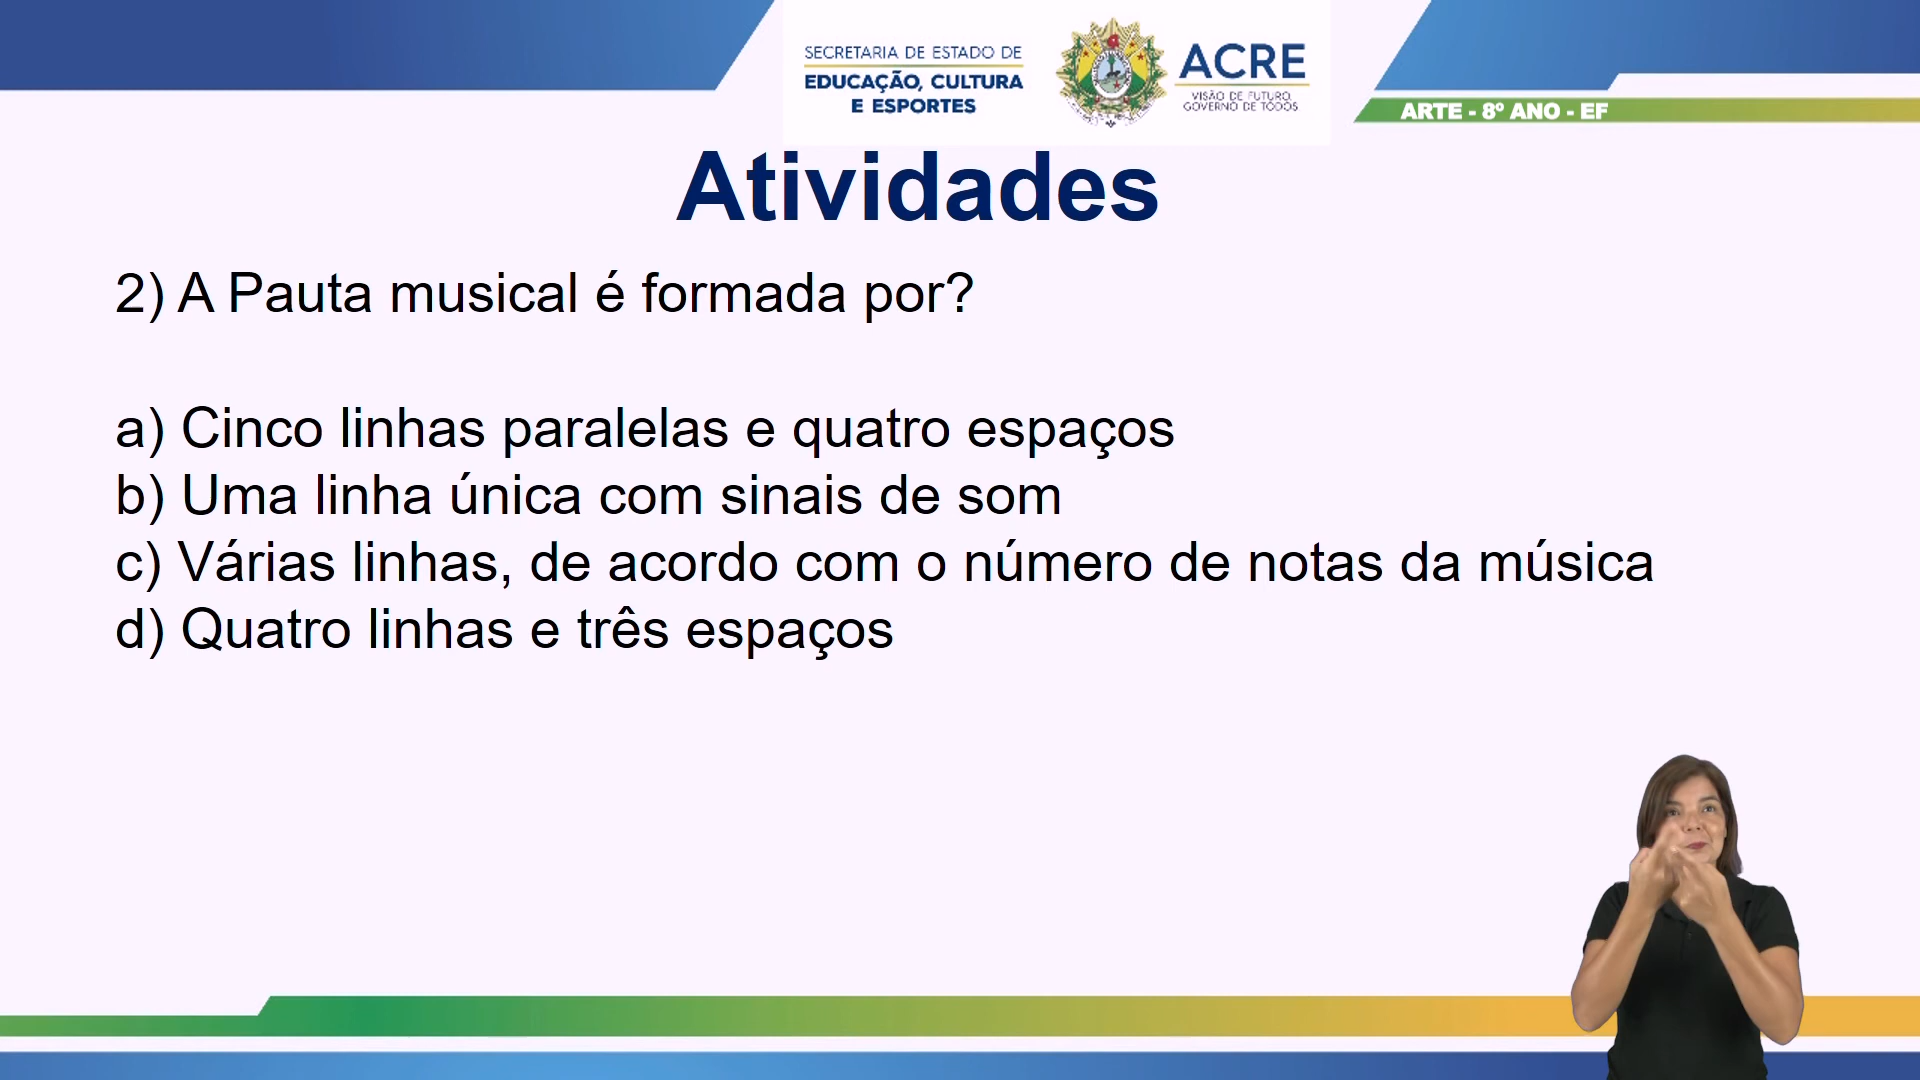 SECRETARIA DE ESTADO DE
EDUCAÇÃO, CULTURA
E ESPORTES
ACRE
VISÃO DE FUTURO,
GOVERNO DE TODOS
ARTE - 8º ANO - EF
Atividades
2) A Pauta musical é formada por?
a) Cinco linhas paralelas e quatro espaços
b) Uma linha única com sinais de som
c) Várias linhas, de acordo com o número de notas da música
d) Quatro linhas e três espaços